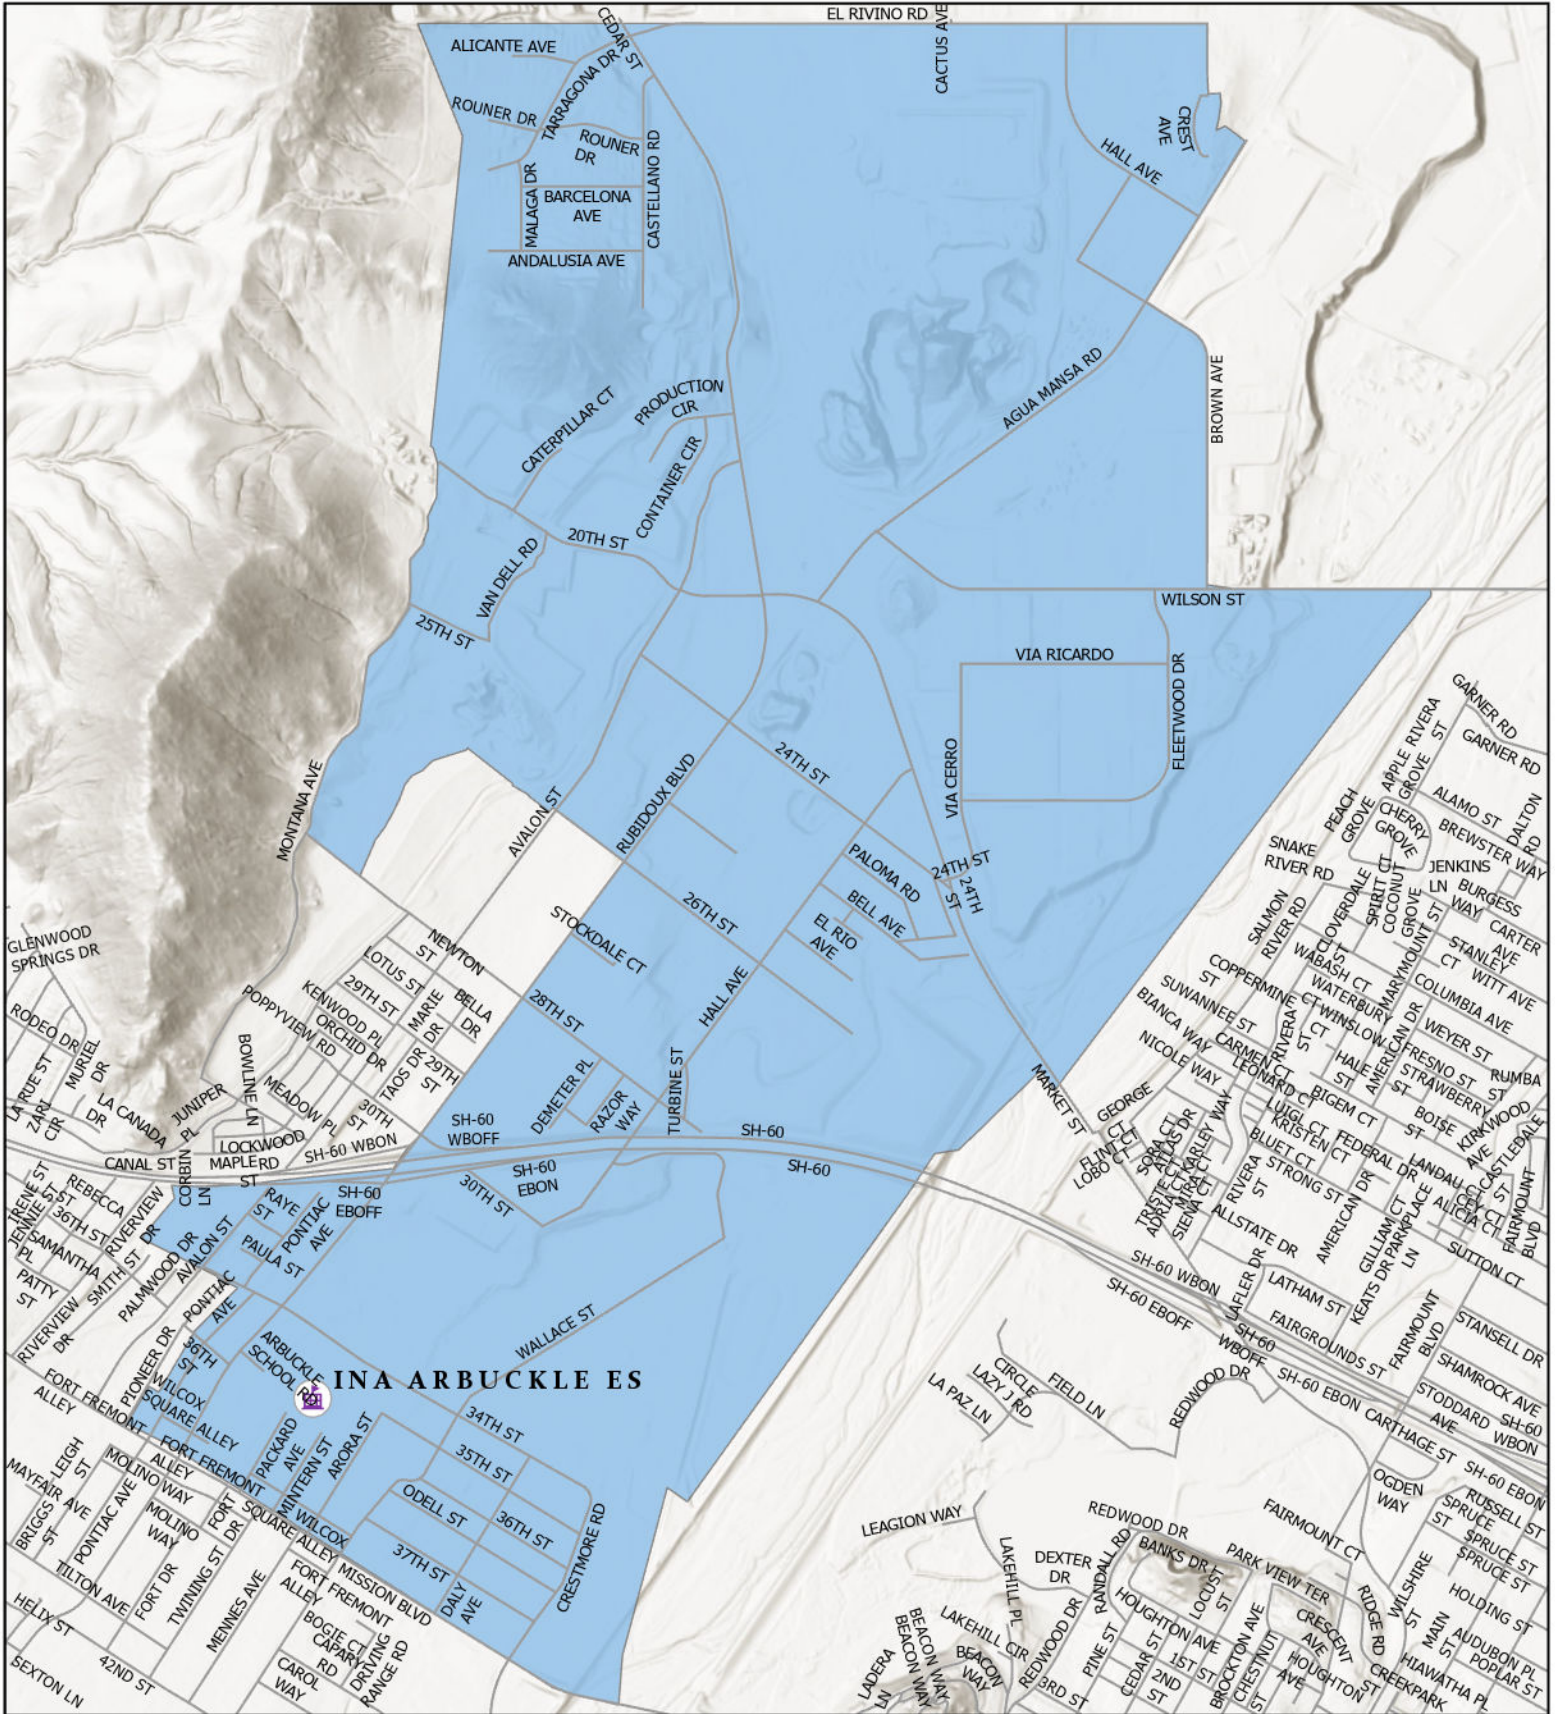 EL RIVINO RD
CEDAR ST
CACTUS AVE
ALICANTE AVE
TARRAGONA DR
ROUNER DR
ROUNER
DR
CASTELLANO RD
MALAGA DR
BARCELONA
AVE
ANDALUSIA AVE
CREST
AVE
HALL AVE
AGUA MANSA RD
BROWN AVE
CATERPILLAR CT
PRODUCTION
CIR
CONTAINER CIR
20TH ST
VAN DELL RD
25TH ST
WILSON ST
VIA RICARDO
FLEETWOOD DR
VIA CERRO
24TH ST
RUBIDOUX BLVD
AVALON ST
MONTANA AVE
PALOMA RD
24TH ST
24TH
ST
BELL AVE
EL RIO
AVE
26TH ST
STOCKDALE CT
HALL AVE
28TH ST
TURBINE ST
DEMETER PL
RAZOR
WAY
MARKET ST
GARNER RD
GARNER RD
APPLE RIVERA
GROVE ST
PEACH
GROVE
CHERRY
GROVE
ALAMO ST
DALTON
RD
BREWSTER WAY
SNAKE
RIVER RD
JENKINS
LN
BURGESS
WAY
CLOVERDALE
ST
SPIRIT CT
COCONUT
GROVE
SALMON
RIVER RD
CARTER
AVE
STANLEY
CT
WITT AVE
MARYMOUNT ST
WABASH CT
WATERBURY
CT
COLUMBIA AVE
COPPERMINE
ST
SUWANNEE ST
BIANCA WAY
NICOLE WAY
CARMEN CT
RIVERA
ST
WINSLOW
CT
AMERICAN DR
WEYER ST
FRESNO ST
STRAWBERRY
ST
RUMBA
ST
HALE
ST
LEONARD CT
LUIGI CT
KRISTEN CT
BLUET CT
BIGEM CT
BOISE
ST
KIRKWOOD
AVE
CASTLEDALE
ST
FEDERAL DR
STRONG ST
LANDAU CT
ALICIA CT
FAIRMOUNT
BLVD
GEORGE
CT
FLINT CT
LOBO CT
SORA CT
ATLAS DR
KARLEY WAY
TRISTE CT
ADRIA CT
MIRA CT
SIENA CT
RIVERA
ST
ALLSTATE DR
AMERICAN DR
GILLIAM CT
KEATS DR
PARKPLACE
LN
SUTTON CT
LATHAM ST
FAIRGROUNDS ST
FAIRMOUNT
BLVD
STANSELL DR
SHAMROCK AVE
STODDARD
AVE
SH-60
WBON
SH-60 WBON
SH-60 EBOFF
SH-60
WBOFF
SH-60 EBON
CARTHAGE ST
SH-60 EBON
GLENWOOD
SPRINGS DR
RODEO DR
MURIEL
DR
LA RUE ST
ZARI
CIR
LA CANADA
DR
NEWTON
ST
LOTUS ST
29TH ST
KENWOOD PL
ORCHID DR
POPPYVIEW RD
MARIE
DR
BELLA
DR
TAOS DR
29TH
ST
BOWLINE LN
JUNIPER
PL
MEADOW PL
30TH
ST
LOCKWOOD
RD
SH-60 WBON
SH-60
WBOFF
SH-60
SH-60
SH-60
EBON
SH-60
EBOFF
30TH ST
CANAL ST
MAPLE
ST
CORBIN
LN
IRENE ST
JENNIE ST
REBECCA
ST
36TH ST
SAMANTHA
PL
PATTY
ST
RIVERVIEW
DR
RIVERVIEW
DR
SMITH ST
PALMWOOD DR
AVALON ST
RAYE
ST
PONTIAC
AVE
PAULA ST
PONTIAC
AVE
PIONEER DR
36TH
ST
ARBUCKLE
SCHOOL RD
INA ARBUCKLE ES
WALLACE ST
34TH ST
35TH ST
36TH ST
37TH ST
ODELL ST
DALY
AVE
CRESTMORE RD
WILCOX
SQUARE ALLEY
FORT FREMONT
ALLEY
FORT FREMONT
ALLEY
PACKARD
AVE
MINTERN ST
ARORA ST
WILCOX
SQUARE ALLEY
MISSION BLVD
FORT FREMONT
ALLEY
LEIGH
ST
MAYFAIR AVE
BRIGGS
ST
MOLINO WAY
MOLINO
WAY
PONTIAC AVE
TILTON AVE
FORT
DR
FORT DR
TWINING ST
MENNES AVE
HELIX ST
SEXTON LN
42ND ST
BOGIE CT
CAPARY
RD
CAROL
WAY
DRIVING
RANGE RD
CIRCLE
LAZY J RD
LA PAZ LN
FIELD LN
REDWOOD DR
OGDEN
WAY
RUSSELL ST
SPRUCE
ST
SPRUCE ST
SPRUCE ST
LEAGION WAY
LAKEHILL PL
REDWOOD DR
FAIRMOUNT CT
DEXTER
DR
RANDALL RD
BANKS DR
PARK VIEW TER
LOCUST
ST
HOUGHTON AVE
CRESCENT
AVE
RIDGE RD
WILSHIRE
ST
HOLDING ST
MAIN
ST
AUDUBON PL
POPLAR ST
HIAWATHA PL
CREEKPARK
HOUGHTON
AVE
CHESTNUT
ST
BROCKTON AVE
1ST ST
2ND
ST
CEDAR ST
PINE ST
3RD ST
REDWOOD DR
LAKEHILL CIR
BEACON
WAY
BEACON WAY
BEACON WAY
LADERA
LN